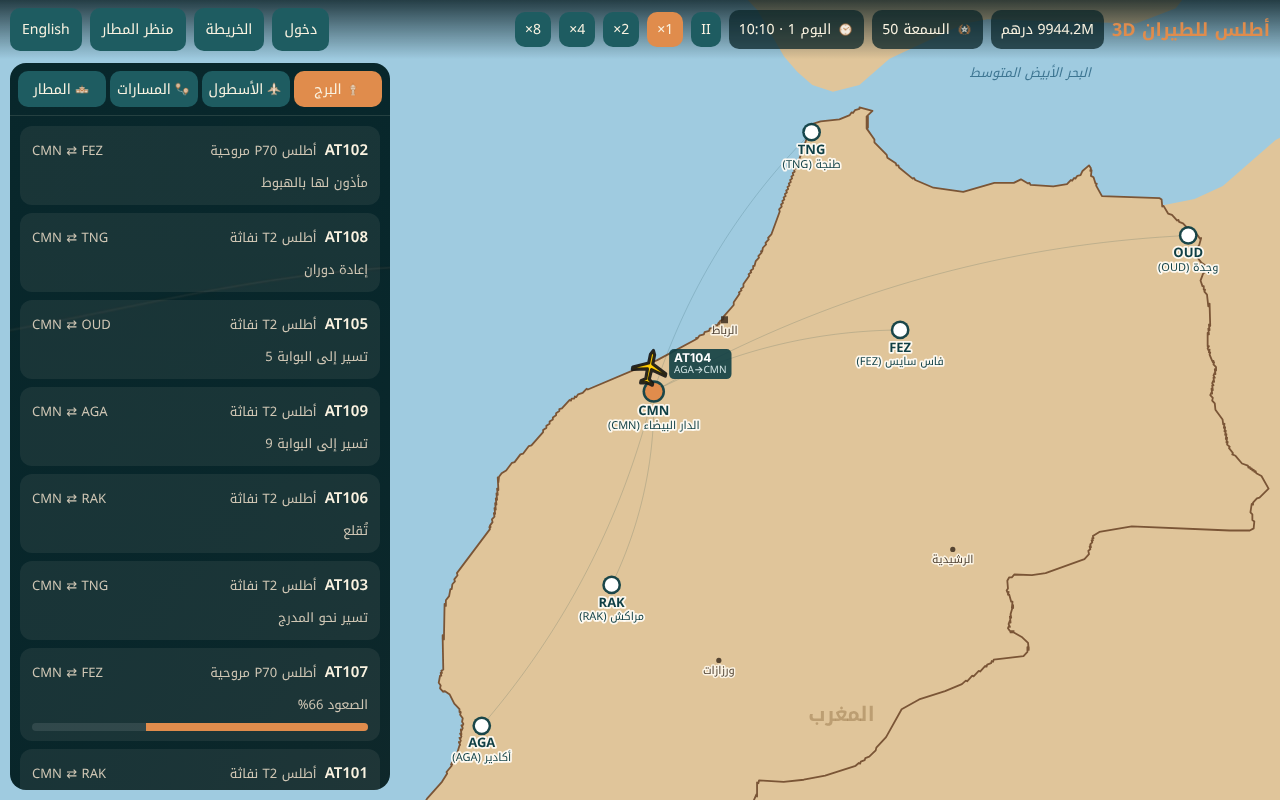 أطلس للطيران 3D
9944.2M درهم
السمعة 50
اليوم 1 · 10:10
II
×1
×2
×4
×8
دخول
الخريطة
منظر المطار
English
البرج
الأسطول
المسارات
المطار
AT102 أطلس P70 مروحية CMN ⇄ FEZ
مأذون لها بالهبوط
AT108 أطلس T2 نفاثة CMN ⇄ TNG
إعادة دوران
AT105 أطلس T2 نفاثة CMN ⇄ OUD
تسير إلى البوابة 5
AT109 أطلس T2 نفاثة CMN ⇄ AGA
تسير إلى البوابة 9
AT106 أطلس T2 نفاثة CMN ⇄ RAK
تُقلع
AT103 أطلس T2 نفاثة CMN ⇄ TNG
تسير نحو المدرج
AT107 أطلس P70 مروحية CMN ⇄ FEZ
الصعود 66%
AT101 أطلس T2 نفاثة CMN ⇄ RAK
البحر الأبيض المتوسط
TNG
طنجة (TNG)
OUD
وجدة (OUD)
الرباط
FEZ
فاس سايس (FEZ)
AT104
AGA→CMN
CMN
الدار البيضاء (CMN)
الرشيدية
RAK
مراكش (RAK)
ورزازات
المغرب
AGA
أكادير (AGA)